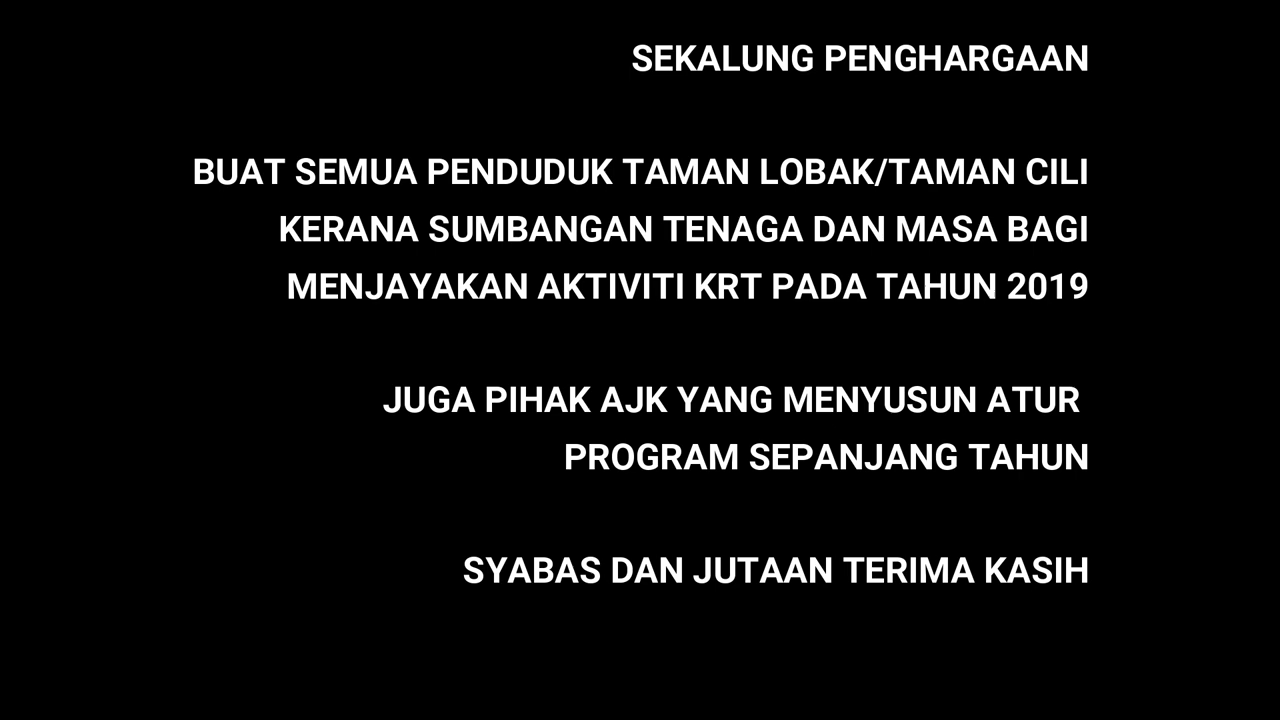 SEKALUNG PENGHARGAAN
BUAT SEMUA PENDUDUK TAMAN LOBAK/TAMAN CILI
KERANA SUMBANGAN TENAGA DAN MASA BAGI
MENJAYAKAN AKTIVITI KRT PADA TAHUN 2019
JUGA PIHAK AJK YANG MENYUSUN ATUR
PROGRAM SEPANJANG TAHUN
SYABAS DAN JUTAAN TERIMA KASIH